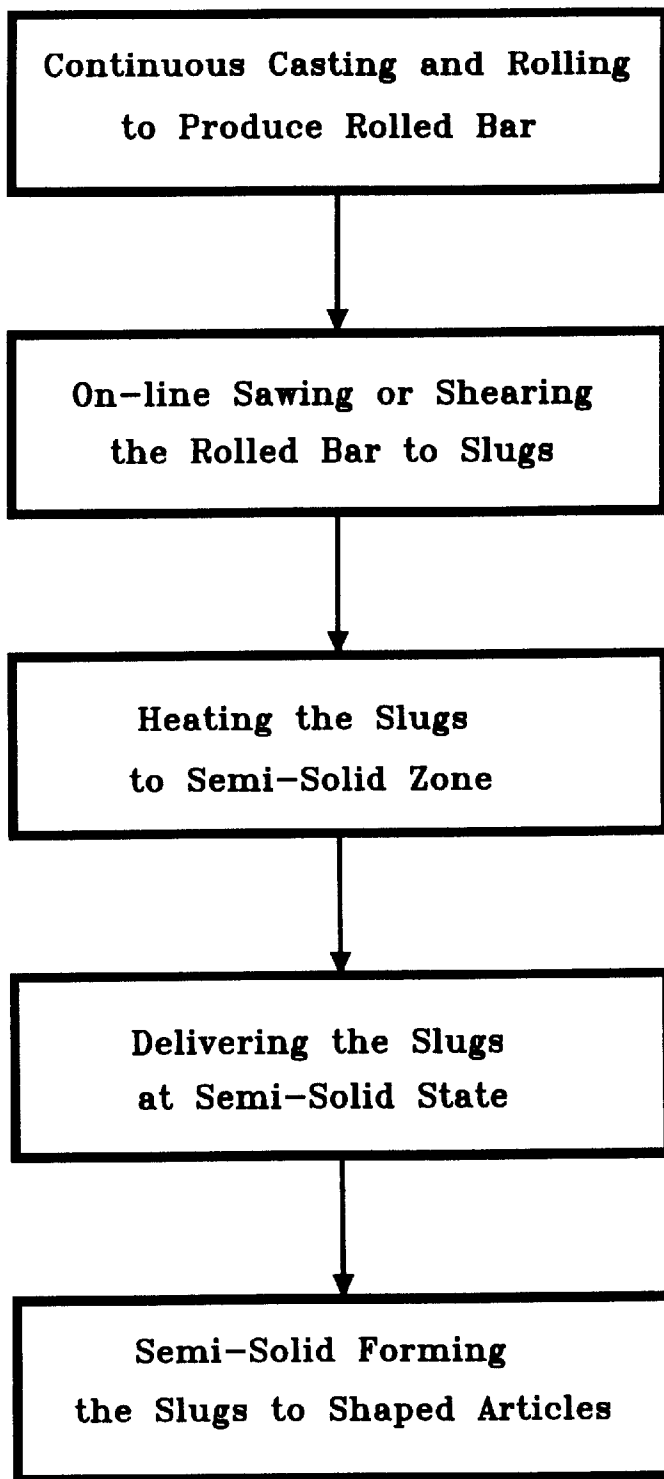 Continuous Casting and Rolling
to Produce Rolled Bar
On-line Sawing or Shearing
the Rolled Bar to Slugs
Heating the Slugs
to Semi-Solid Zone
Delivering the Slugs
at Semi-Solid State
Semi-Solid Forming
the Slugs to Shaped Articles